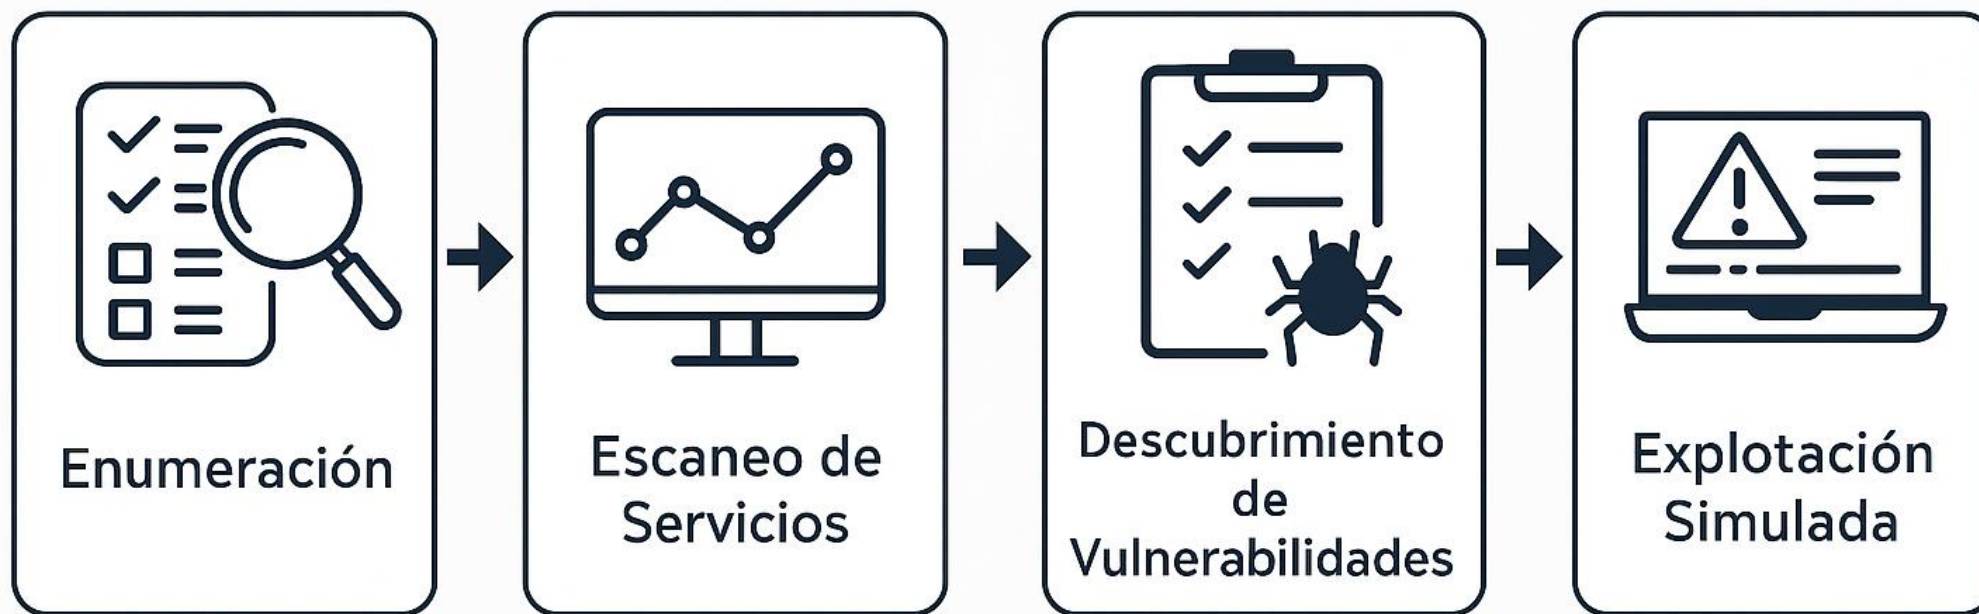 Enumeración
Escaneo de
Servicios
Descubrimiento
de
Vulnerabilidades
Explotación
Simulada